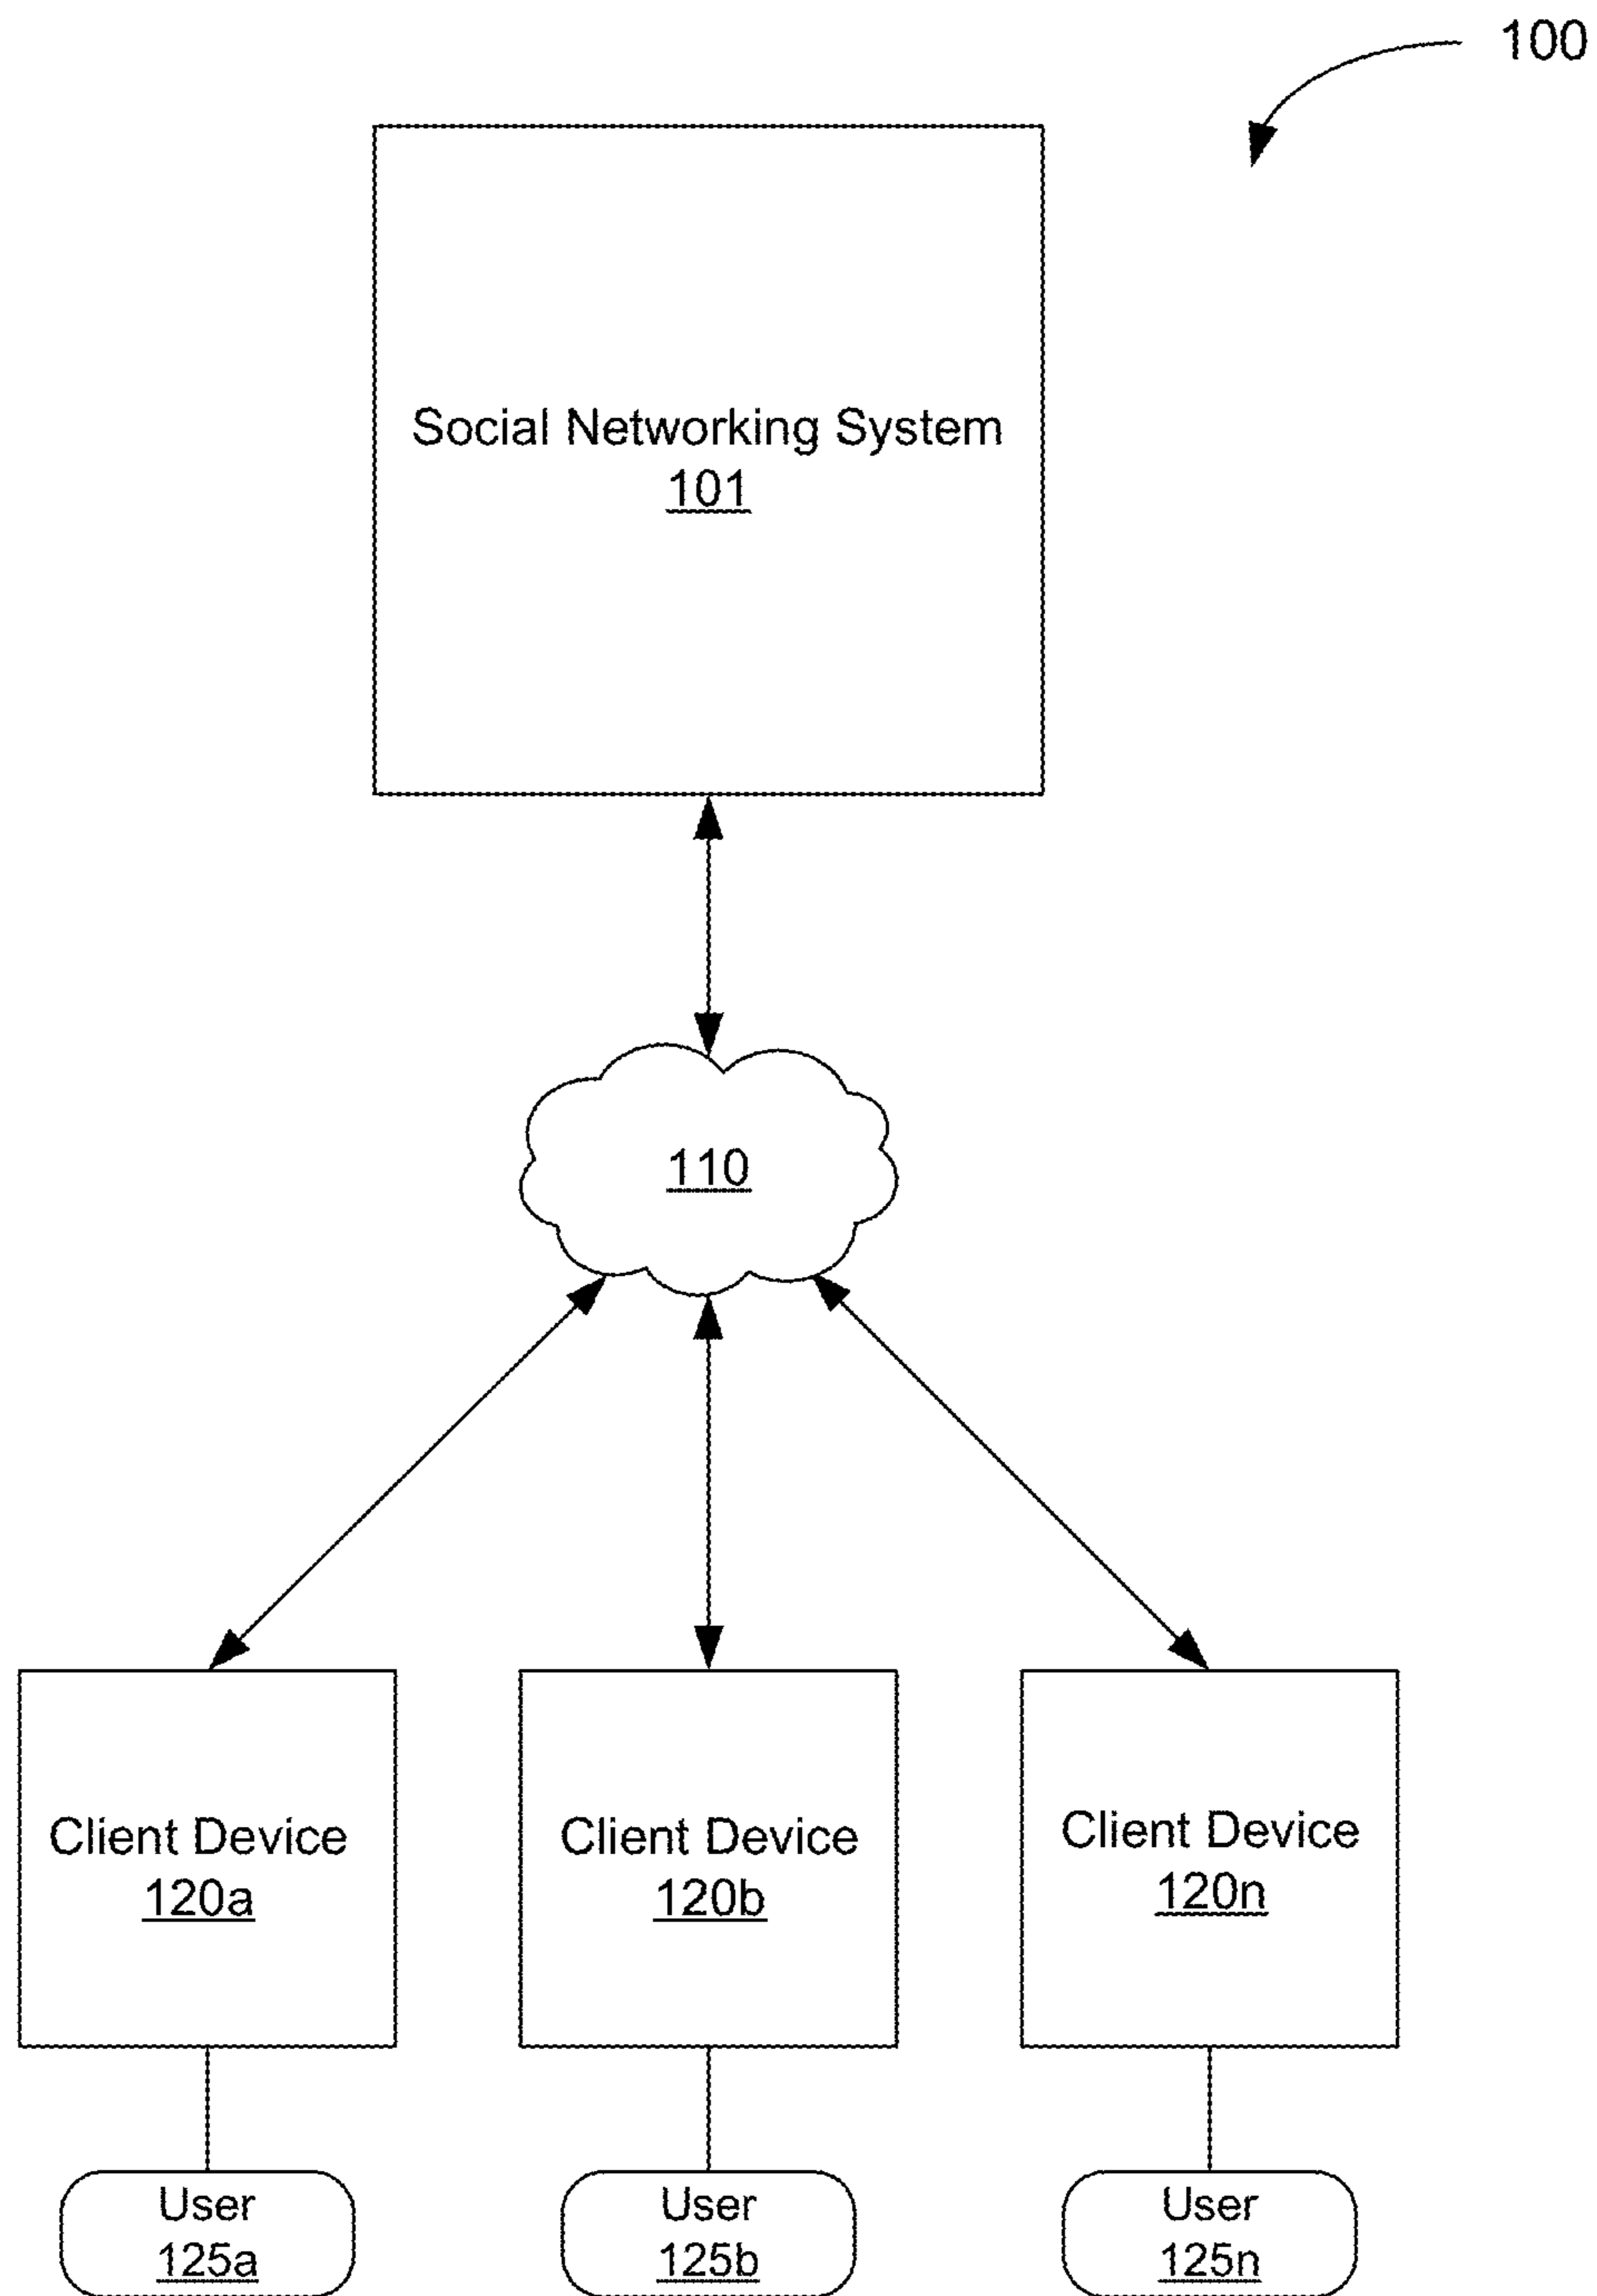 100
Social Networking System
101
110
Client Device
120a
Client Device
120b
Client Device
120n
User
125a
User
125b
User
125n